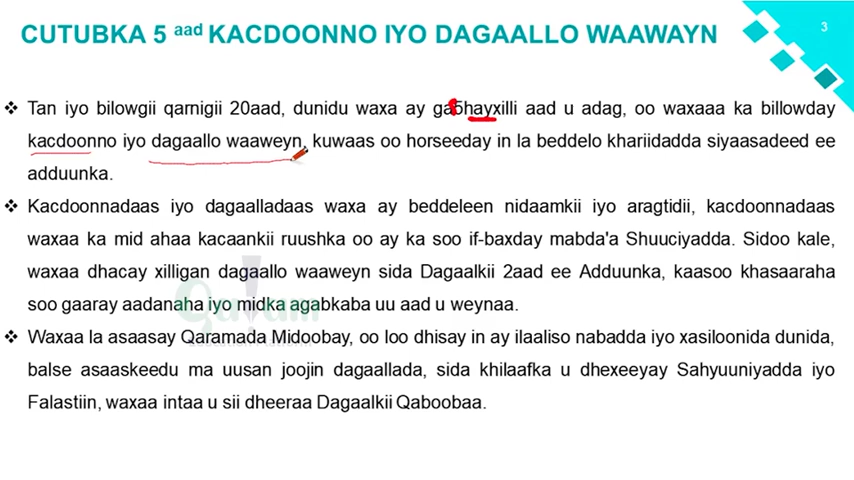 CUTUBKA 5 aad KACDOONNO IYO DAGAALLO WAAWAYN
3
❖ Tan iyo bilowgii qarnigii 20aad, dunidu waxa ay xilli aad u adag, oo waxaaa ka billowday
kacdoonno iyo dagaallo waaweyn, kuwaas oo horseeday in la beddelo khariidadda siyaasadeed ee
adduunka.
❖ Kacdoonnadaas iyo dagaalladaas waxa ay beddeleen nidaamkii iyo aragtidii, kacdoonnadaas
waxaa ka mid ahaa kacaankii ruushka oo ay ka soo if-baxday mabda'a Shuuciyadda. Sidoo kale,
waxaa dhacay xilligan dagaallo waaweyn sida Dagaalkii 2aad ee Adduunka, kaasoo khasaaraha
soo gaaray aadanaha iyo midka agabkaba uu aad u weynaa.
❖ Waxaa la asaasay Qaramada Midoobay, oo loo dhisay in ay ilaaliso nabadda iyo xasiloonida dunida,
balse asaaskeedu ma uusan joojin dagaallada, sida khilaafka u dhexeeyay Sahyuuniyadda iyo
Falastiin, waxaa intaa u sii dheeraa Dagaalkii Qaboobaa.